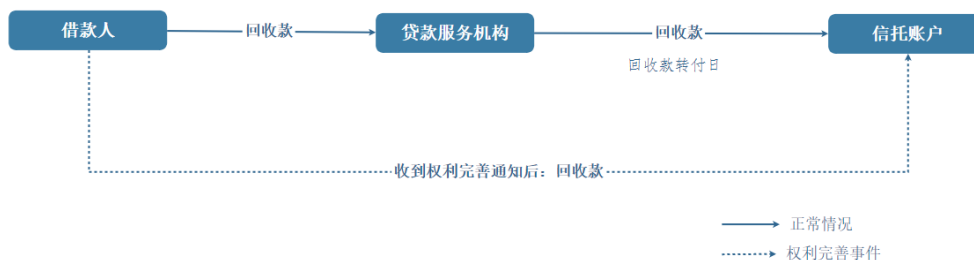 借款人
回收款
贷款服务机构
回收款
信托账户
回收款转付日
收到权利完善通知后：回收款
正常情况
权利完善事件